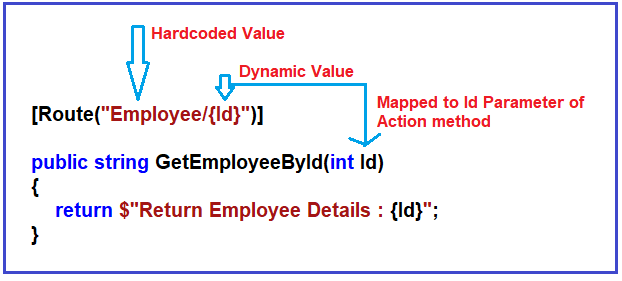 Hardcoded Value
Dynamic Value
[Route("Employee/{Id}")]
Mapped to Id Parameter of
Action method
public string GetEmployeeById(int Id)
{
return $"Return Employee Details : {Id}";
}